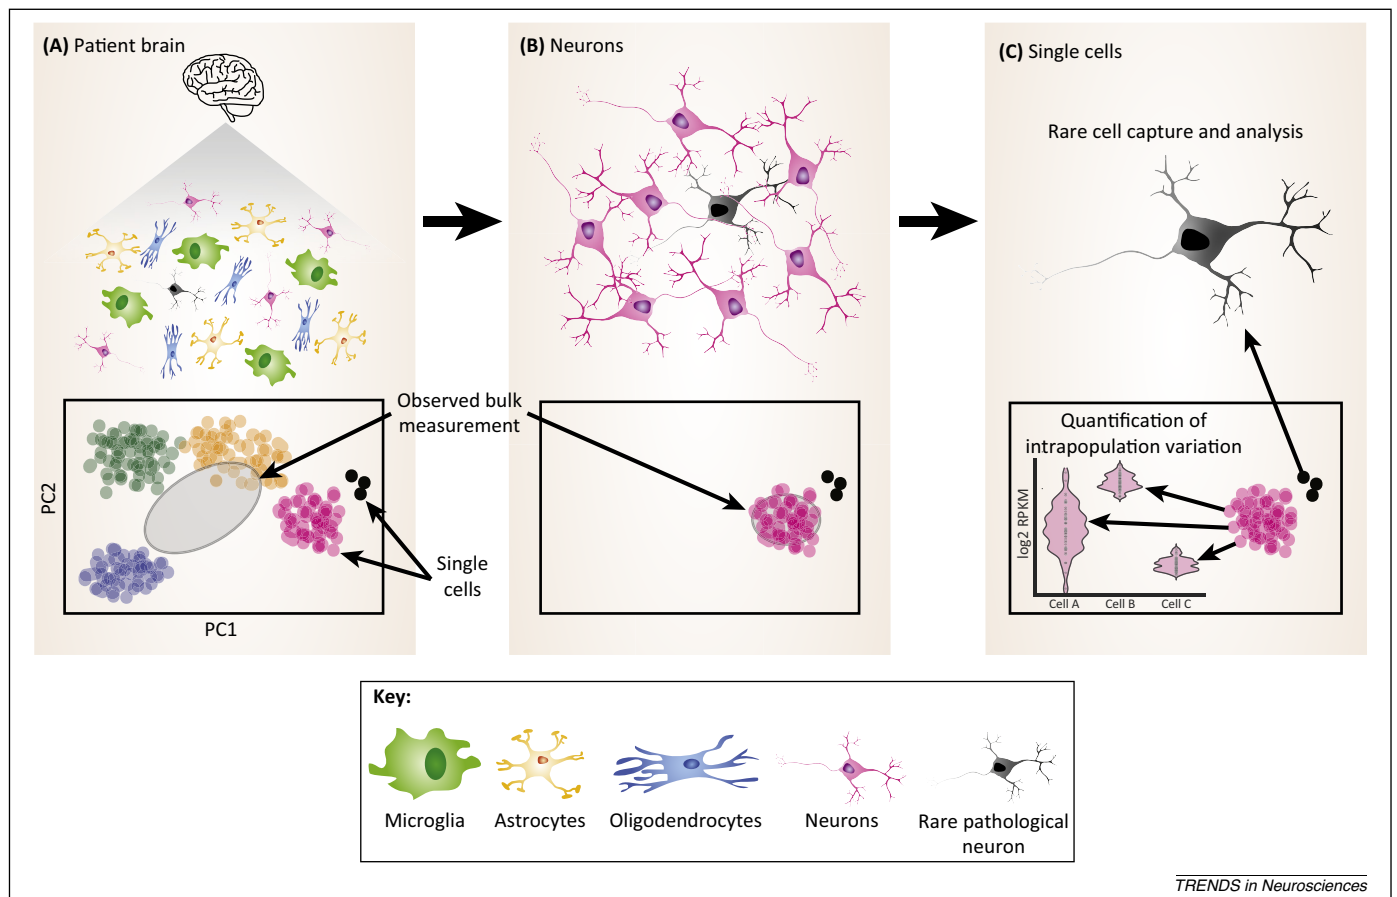 (A) Patient brain
(B) Neurons
(C) Single cells
Rare cell capture and analysis
Observed bulk
measurement
Single
cells
PC2
PC1
Quantification of
intrapopulation variation
log2 RPKM
Cell A
Cell B
Cell C
Key:
Microglia
Astrocytes
Oligodendrocytes
Neurons
Rare pathological
neuron
TRENDS in Neurosciences